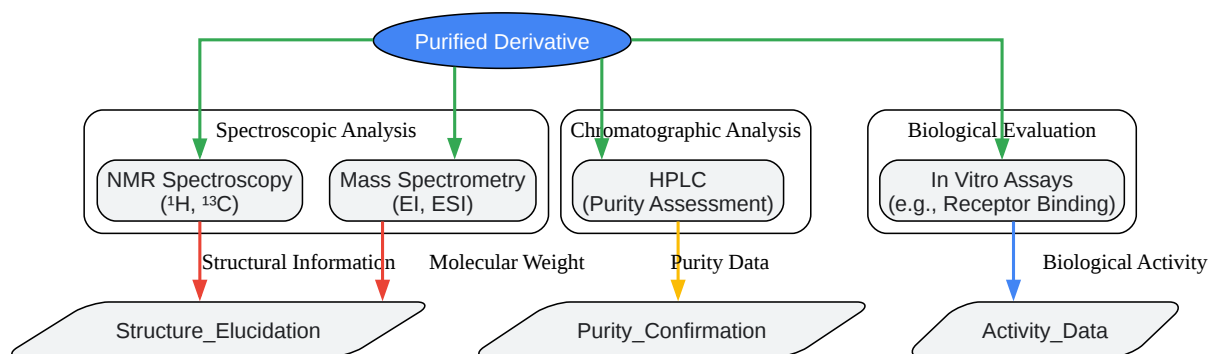 Purified Derivative
Spectroscopic Analysis
Chromatographic Analysis
Biological Evaluation
NMR Spectroscopy
(¹H, ¹³C)
Mass Spectrometry
(EI, ESI)
HPLC
(Purity Assessment)
In Vitro Assays
(e.g., Receptor Binding)
Structural Information
Molecular Weight
Purity Data
Biological Activity
Structure_Elucidation
Purity_Confirmation
Activity_Data